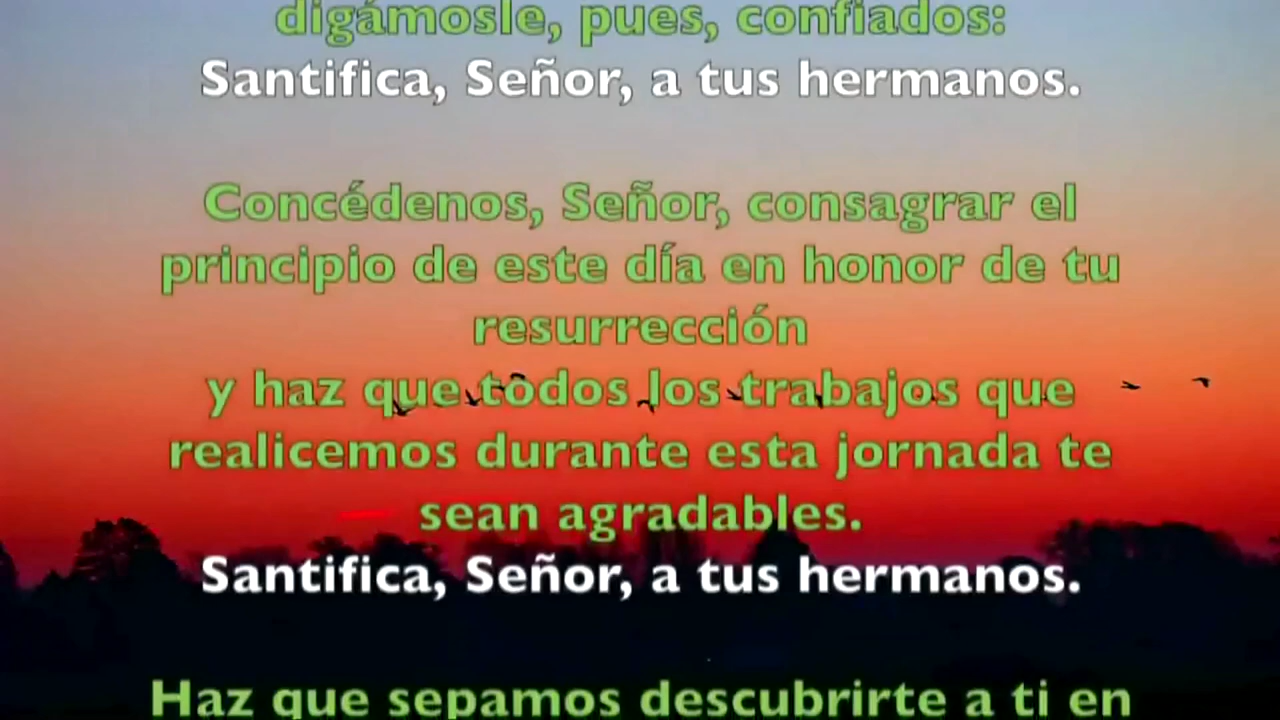 digámosle, pues, confiados:
Santifica, Señor, a tus hermanos.
Concédenos, Señor, consagrar el
principio de este día en honor de tu
resurrección
y haz que todos los trabajos que
realicemos durante esta jornada te
sean agradables.
Santifica, Señor, a tus hermanos.
Haz que sepamos descubrirte a ti en